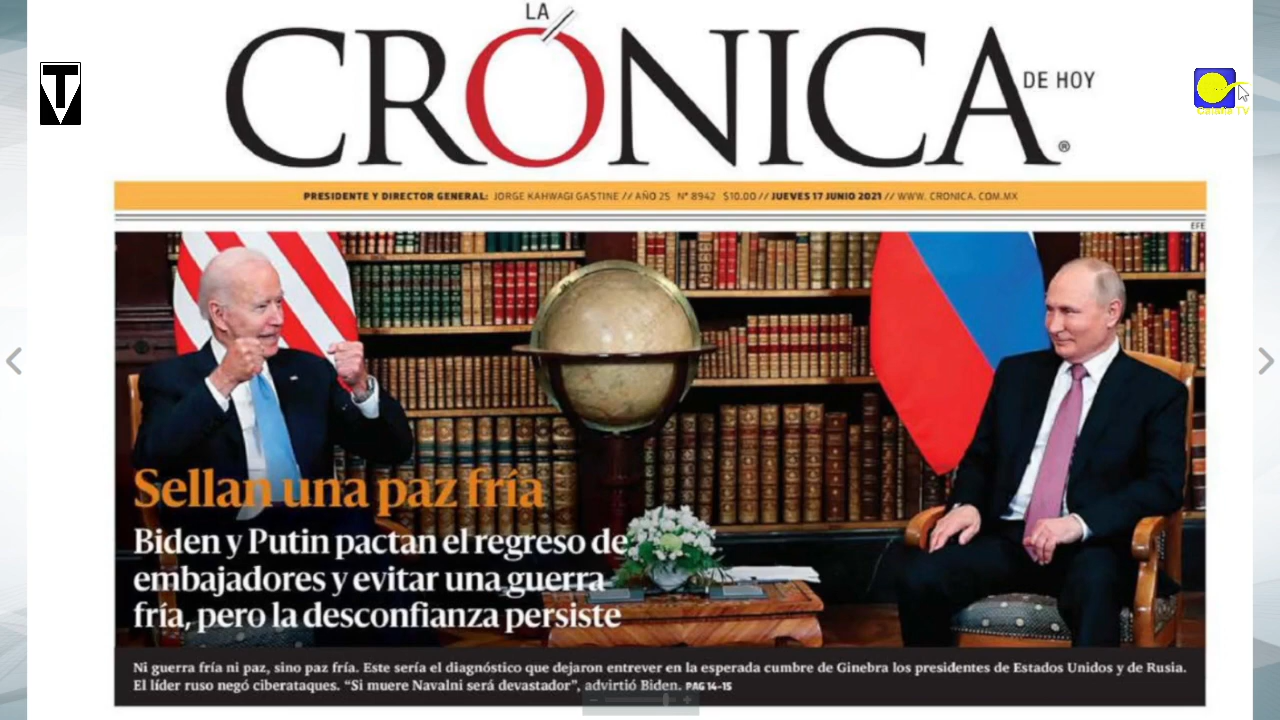 LA
CRÓNICA
DE HOY
®
TV
Galaña TV
PRESIDENTE Y DIRECTOR GENERAL: JORGE KAHWAGI GASTINE // AÑO 25 Nº 8942 $10.00 // JUEVES 17 JUNIO 2021 // WWW. CRONICA. COM.MX
EFE
Sellan una paz fría
Biden y Putin pactan el regreso de
embajadores y evitar una guerra
fría, pero la desconfianza persiste
Ni guerra fría ni paz, sino paz fría. Este sería el diagnóstico que dejaron entrever en la esperada cumbre de Ginebra los presidentes de Estados Unidos y de Rusia.
El líder ruso negó ciberataques. “Si muere Navalni será devastador”, advirtió Biden. PAG 14-15